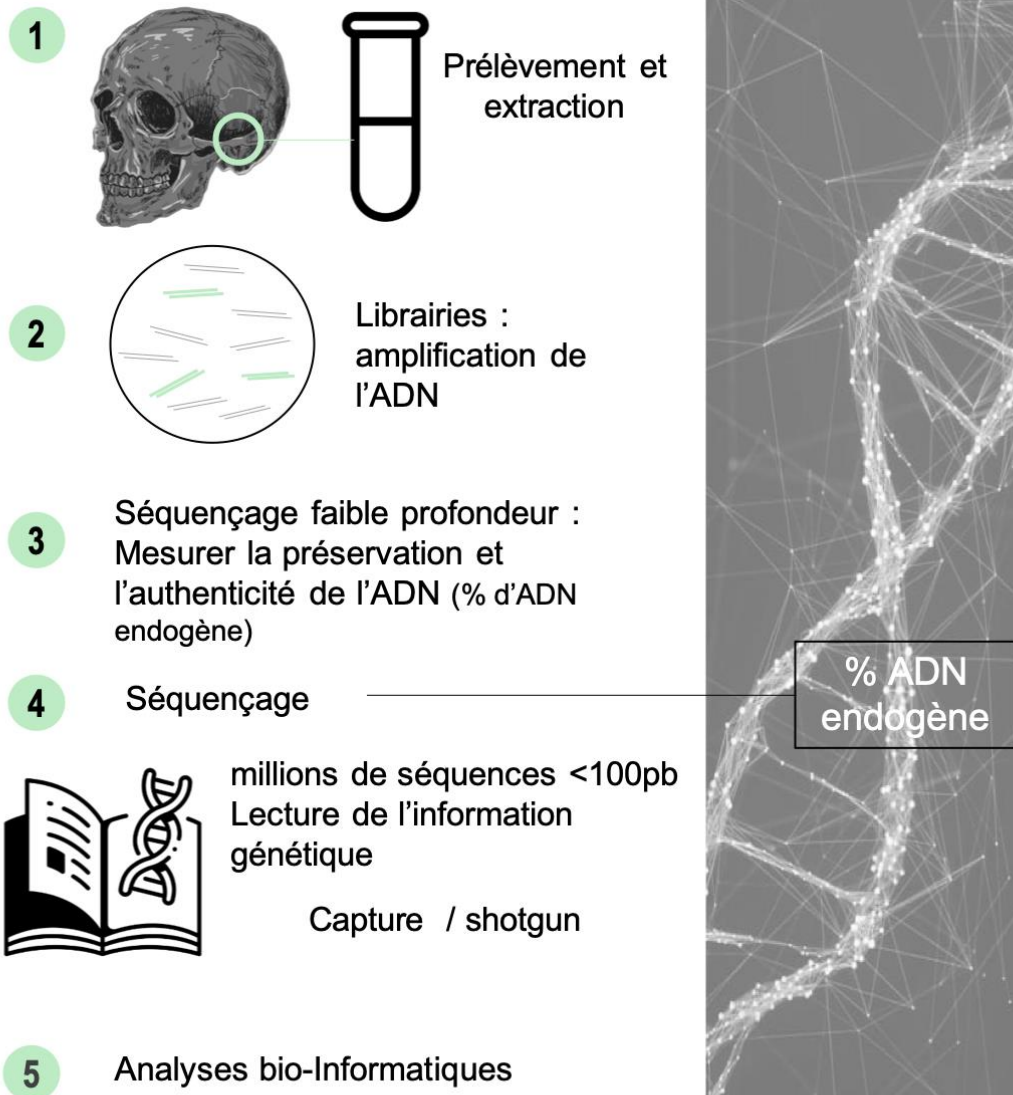 1
Prélèvement et
extraction
2
Librairies :
amplification de
l'ADN
3
Séquençage faible profondeur :
Mesurer la préservation et
l'authenticité de l'ADN (% d'ADN
endogène)
4
Séquençage
% ADN
endogène
millions de séquences <100pb
Lecture de l'information
génétique
Capture / shotgun
5
Analyses bio-Informatiques